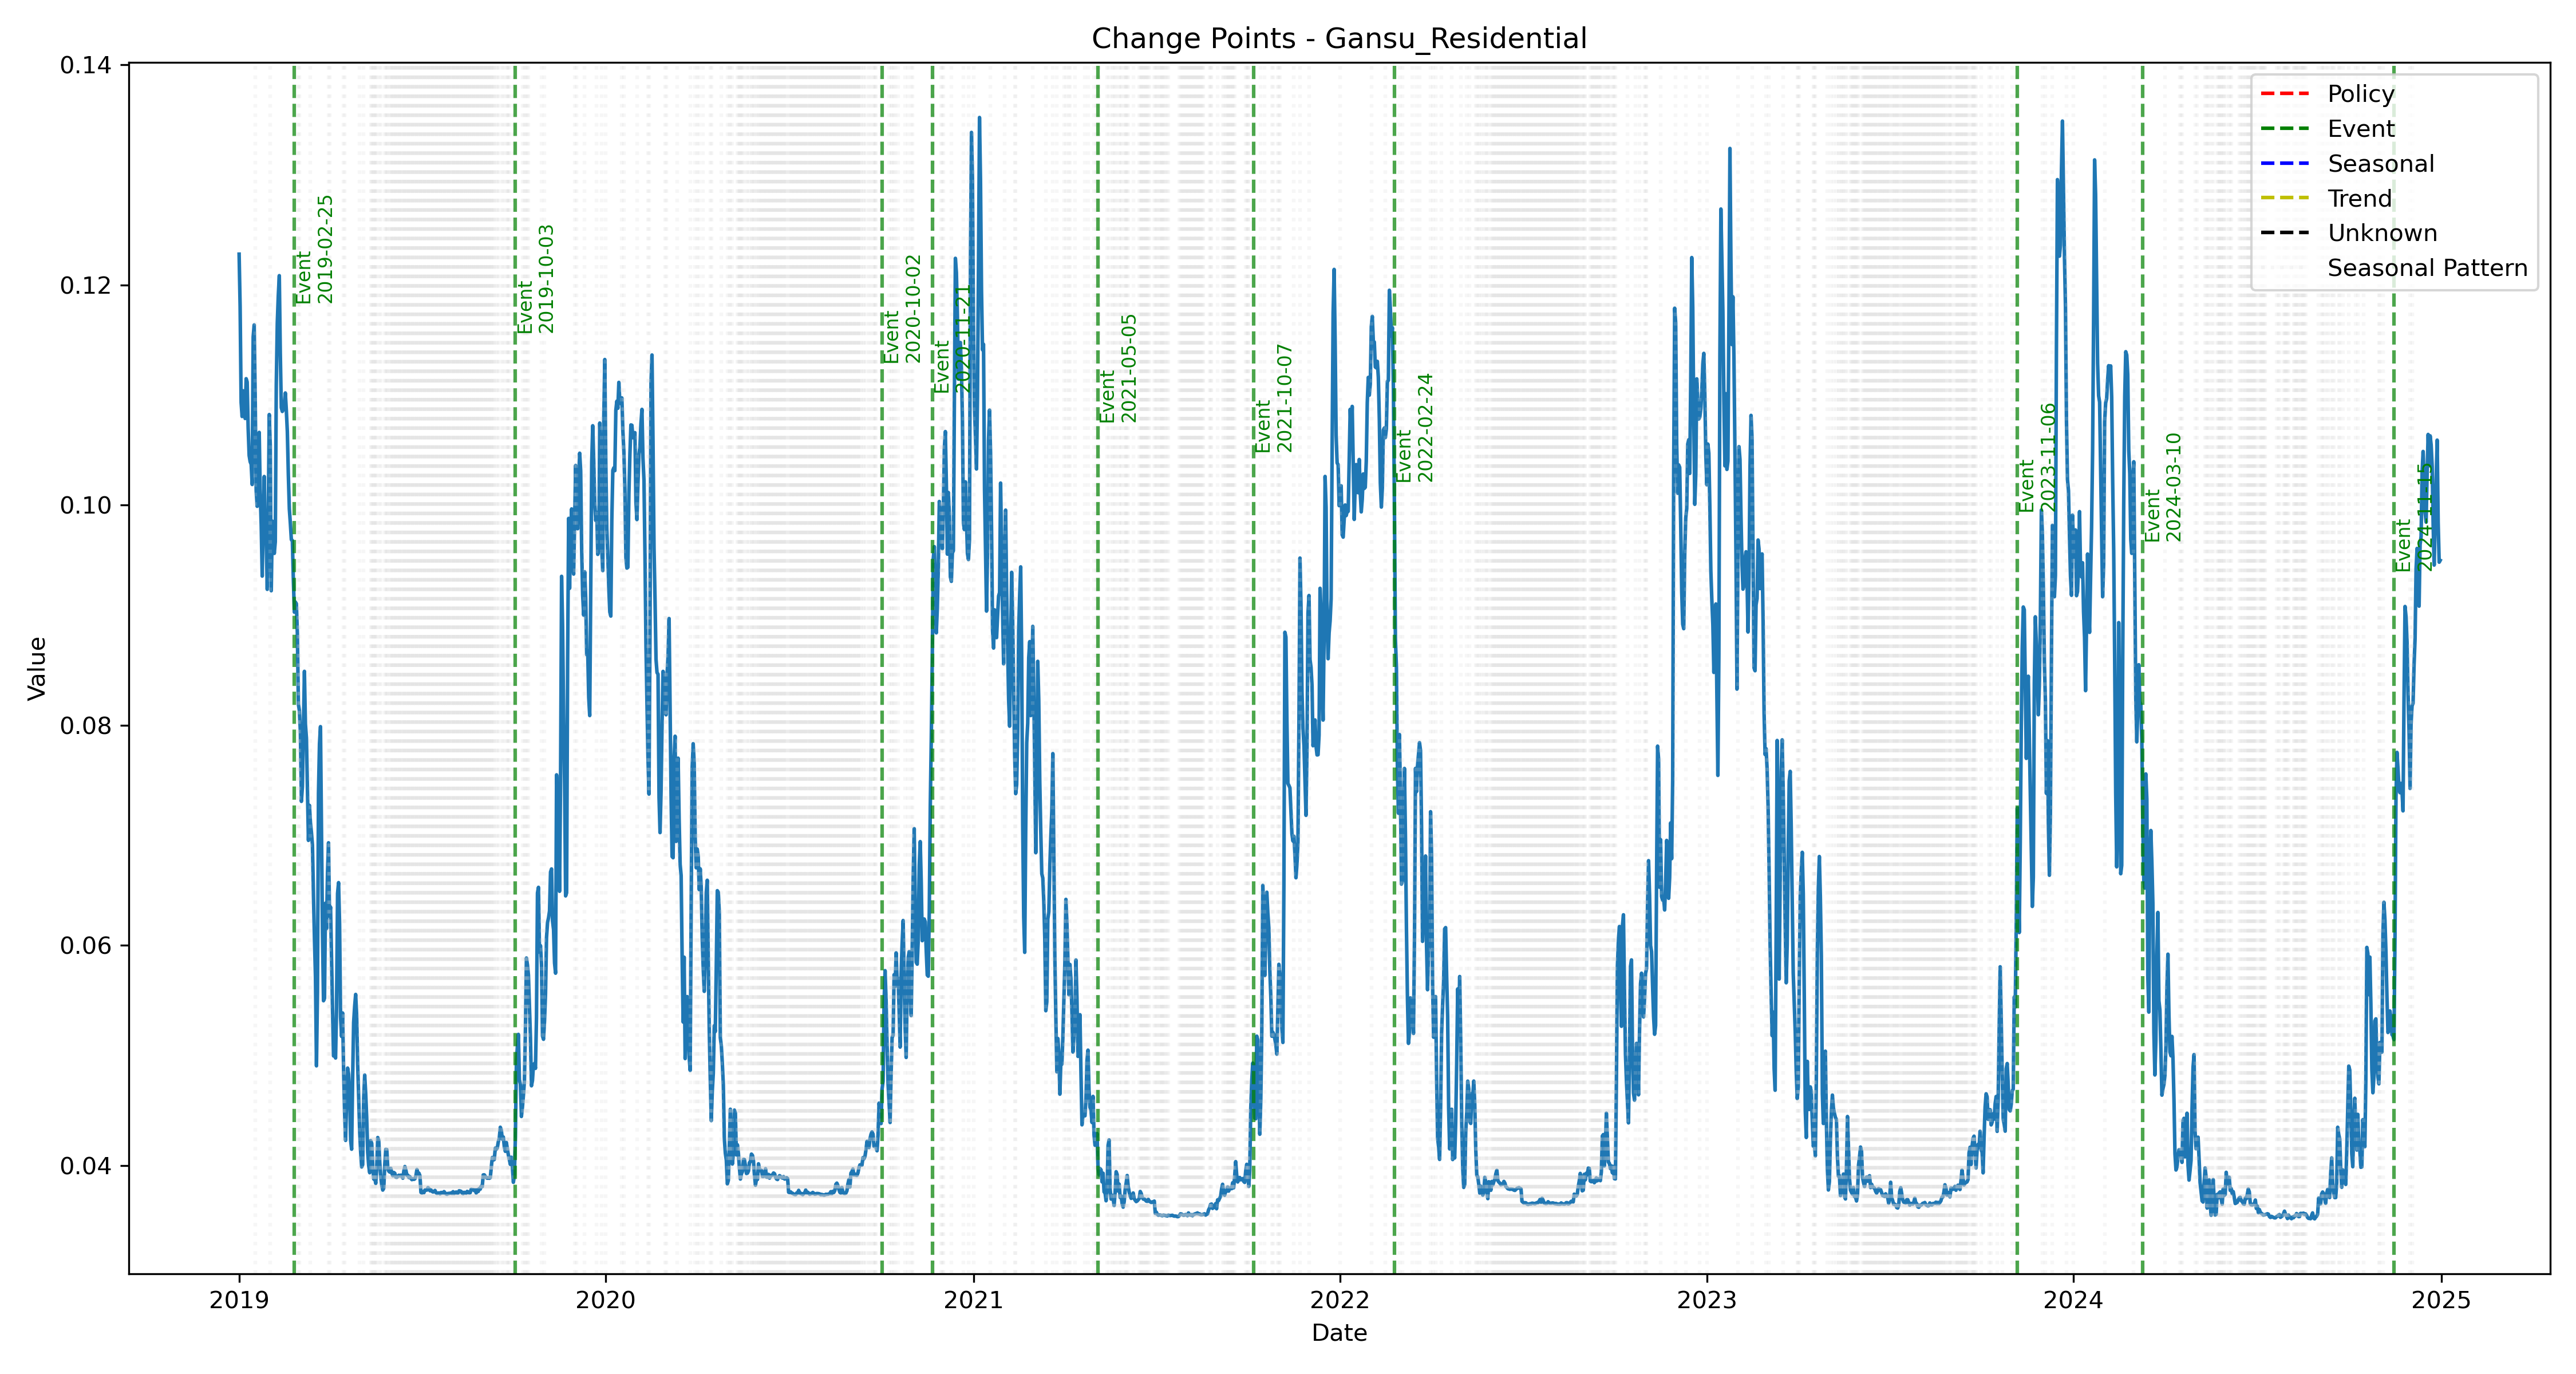 Change Points - Gansu_Residential
Value
0.14
0.12
0.10
0.08
0.06
0.04
Event
2019-02-25
Event
2019-10-03
Event
2020-10-02
Event
2020-11-21
Event
2021-05-05
Event
2021-10-07
Event
2022-02-24
Event
2023-11-06
Event
2024-03-10
Event
2024-11-15
Policy
Event
Seasonal
Trend
Unknown
Seasonal Pattern
2019
2020
2021
2022
2023
2024
2025
Date